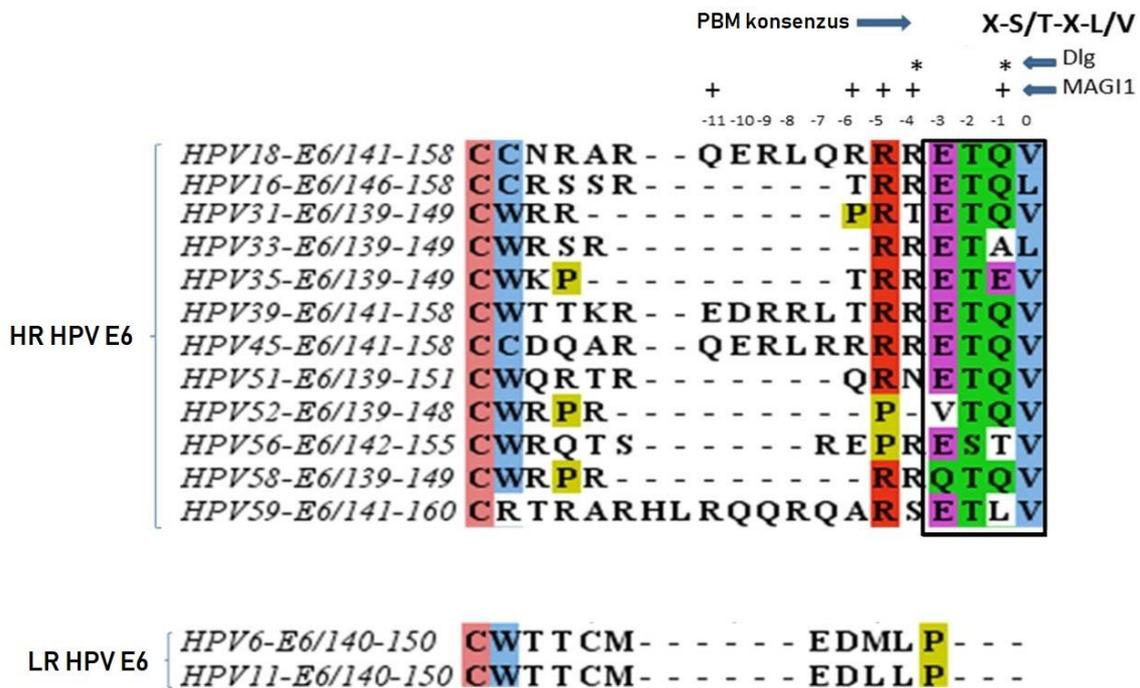 PBM konsenzus X-S/T-X-L/V
* * Dlg
+ + + + + MAGI1
-11 -10 -9 -8 -7 -6 -5 -4 -3 -2 -1 0
HR HPV E6
HPV18-E6/141-158 CCNRAR--QERLQRRRETQV
HPV16-E6/146-158 CCRSSR-------TRRETQL
HPV31-E6/139-149 CWRR---------PRTETQV
HPV33-E6/139-149 CWRSR---------RRETAL
HPV35-E6/139-149 CWKP---------TRRETEV
HPV39-E6/141-158 CWTTKR--EDRRLTRRETQV
HPV45-E6/141-158 CCDQAR--QERLRRRRETQV
HPV51-E6/139-151 CWQRTR-------QRNETQV
HPV52-E6/139-148 CWRPR---------P-VTQV
HPV56-E6/142-155 CWRQTS------REPRESTV
HPV58-E6/139-149 CWRPR---------RRQTQV
HPV59-E6/141-160 CRTRARHLRQQRQARSETLV
LR HPV E6
HPV6-E6/140-150 CWTTCM------EDMLP---
HPV11-E6/140-150 CWTTCM------EDLLP---